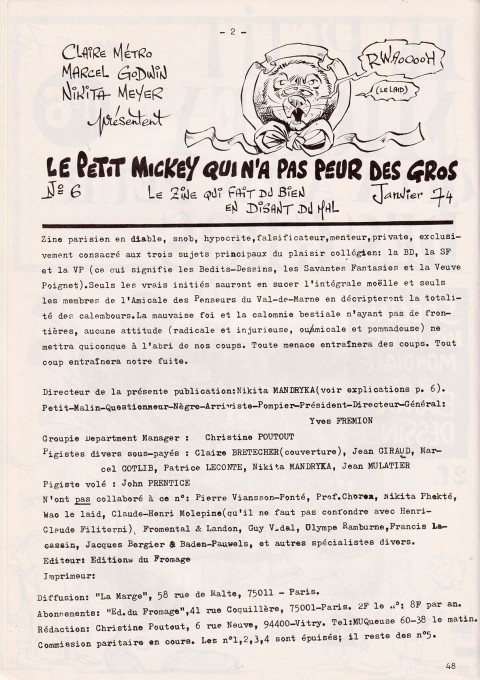 - 2 -
CLAIRE MÉTRO
MARCEL GODWIN
NIKITA MEYER
présentent
RWAOOOOH
(LE LAID)
LE PETIT MICKEY QUI N'A PAS PEUR DES GROS
No 6
LE ZINE QUI FAIT DU BIEN
EN DISANT DU MAL
Janvier 74
Zine parisien en diable, snob, hypocrite,falsificateur,menteur,private, exclusi-
vement consacré aux trois sujets principaux du plaisir collégien: la BD, la SF
et la VP (ce qui signifie les Bedits-Dessins, les Savantes Fantasies et la Veuve
Poignet).Seuls les vrais initiés sauront en sucer l'intégrale moëlle et seuls
les membres de l'Amicale des Penseurs du Val-de-Marne en décripteront la totali-
té des calembours.La mauvaise foi et la calomnie bestiale n'ayant pas de fron-
tières, aucune attitude (radicale et injurieuse, ou/amicale et pommadeuse) ne
mettra quiconque à l'abri de nos coups. Toute menace entraînera des coups. Tout
coup entraînera notre fuite.
Directeur de la présente publication:Nikita MANDRYKA(voir explications p. 6).
Petit-Malin-Questionneur-Nègre-Arriviste-Pompier-Président-Directeur-Général:
Yves FREMION
Groupie Department Manager : Christine POUTOUT
Pigistes divers sous-payés : Claire BRETECHER(couverture), Jean GIRAUD, Mar-
cel GOTLIB, Patrice LECONTE, Nikita MANDRYKA, Jean MULATIER
Pigiste volé : John PRENTICE
N'ont pas collaboré à ce n°: Pierre Viansson-Ponté, Prof.Choron, Nikita Phekté,
Wao le laid, Claude-Henri Molepine(qu'il ne faut pas confondre avec Henri-
Claude Filitorni), Fromental & Landon, Guy Vidal, Olympe Ramburne,Francis La-
cassin, Jacques Bergier & Baden-Pauwels, et autres spécialistes divers.
Editeur: Editionw du Fromage
Imprimeur:
Diffusion: "La Marge", 58 rue de Malte, 75011 - Paris.
Abonnements: "Ed.du Fromage",41 rue Coquillère, 75001-Paris. 2F le n°; 8F par an.
Rédaction: Christine Poutout, 6 rue Neuve, 94400-Vitry. Tel:MUQueuse 60-38 le matin.
Commission paritaire en cours. Les n°1,2,3,4 sont épuisés; il reste des n°5.
48